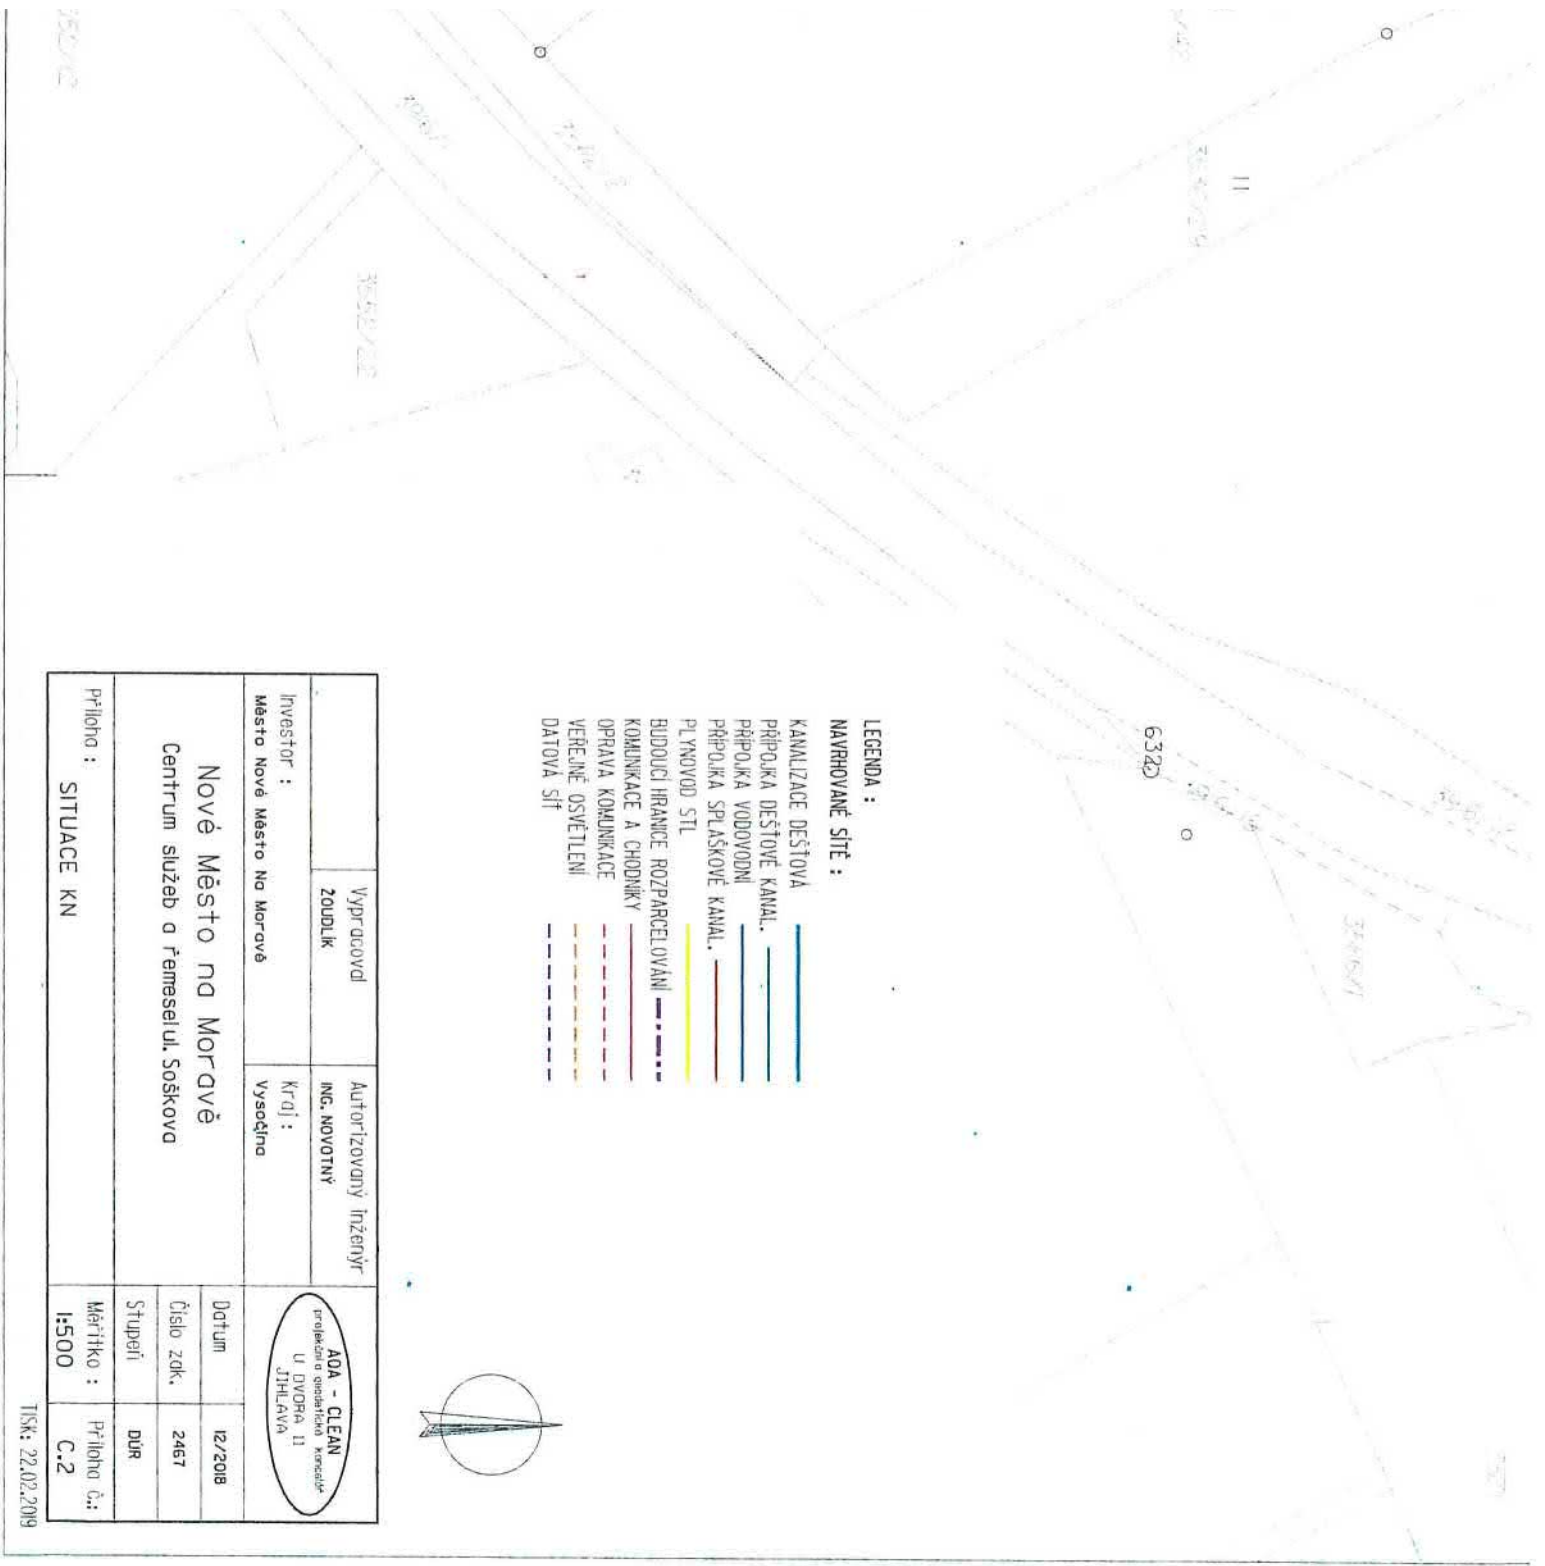 II
6320
LEGENDA :
NAVRHOVANÉ SÍTĚ :
KANALIZACE DEŠŤOVÁ
PŘÍPOJKA DEŠŤOVÉ KANAL.
PŘÍPOJKA VODOVODNÍ
PŘÍPOJKA SPLAŠKOVÉ KANAL.
PLYNOVOD STL
BUDOUCÍ HRANICE ROZPARCELOVÁNÍ
KOMUNIKACE A CHODNÍKY
OPRAVA KOMUNIKACE
VEŘEJNÉ OSVĚTLENÍ
DATOVÁ SÍŤ
Vypracoval
ZOUDLÍK
Autorizovaný inženýr
ING. NOVOTNÝ
AQA - CLEAN
projekční a geodetická kancelář
U DVORA 11
JIHLAVA
Investor :
Město Nové Město Na Moravě
Kraj :
Vysočina
Nové Město na Moravě
Centrum služeb a řemesel ul. Soškova
Datum 12/2018
Číslo zak. 2467
Stupeň DÚR
Příloha :
SITUACE KN
Měřítko :
1:500
Příloha č.:
C.2
TISK: 22.02.2019